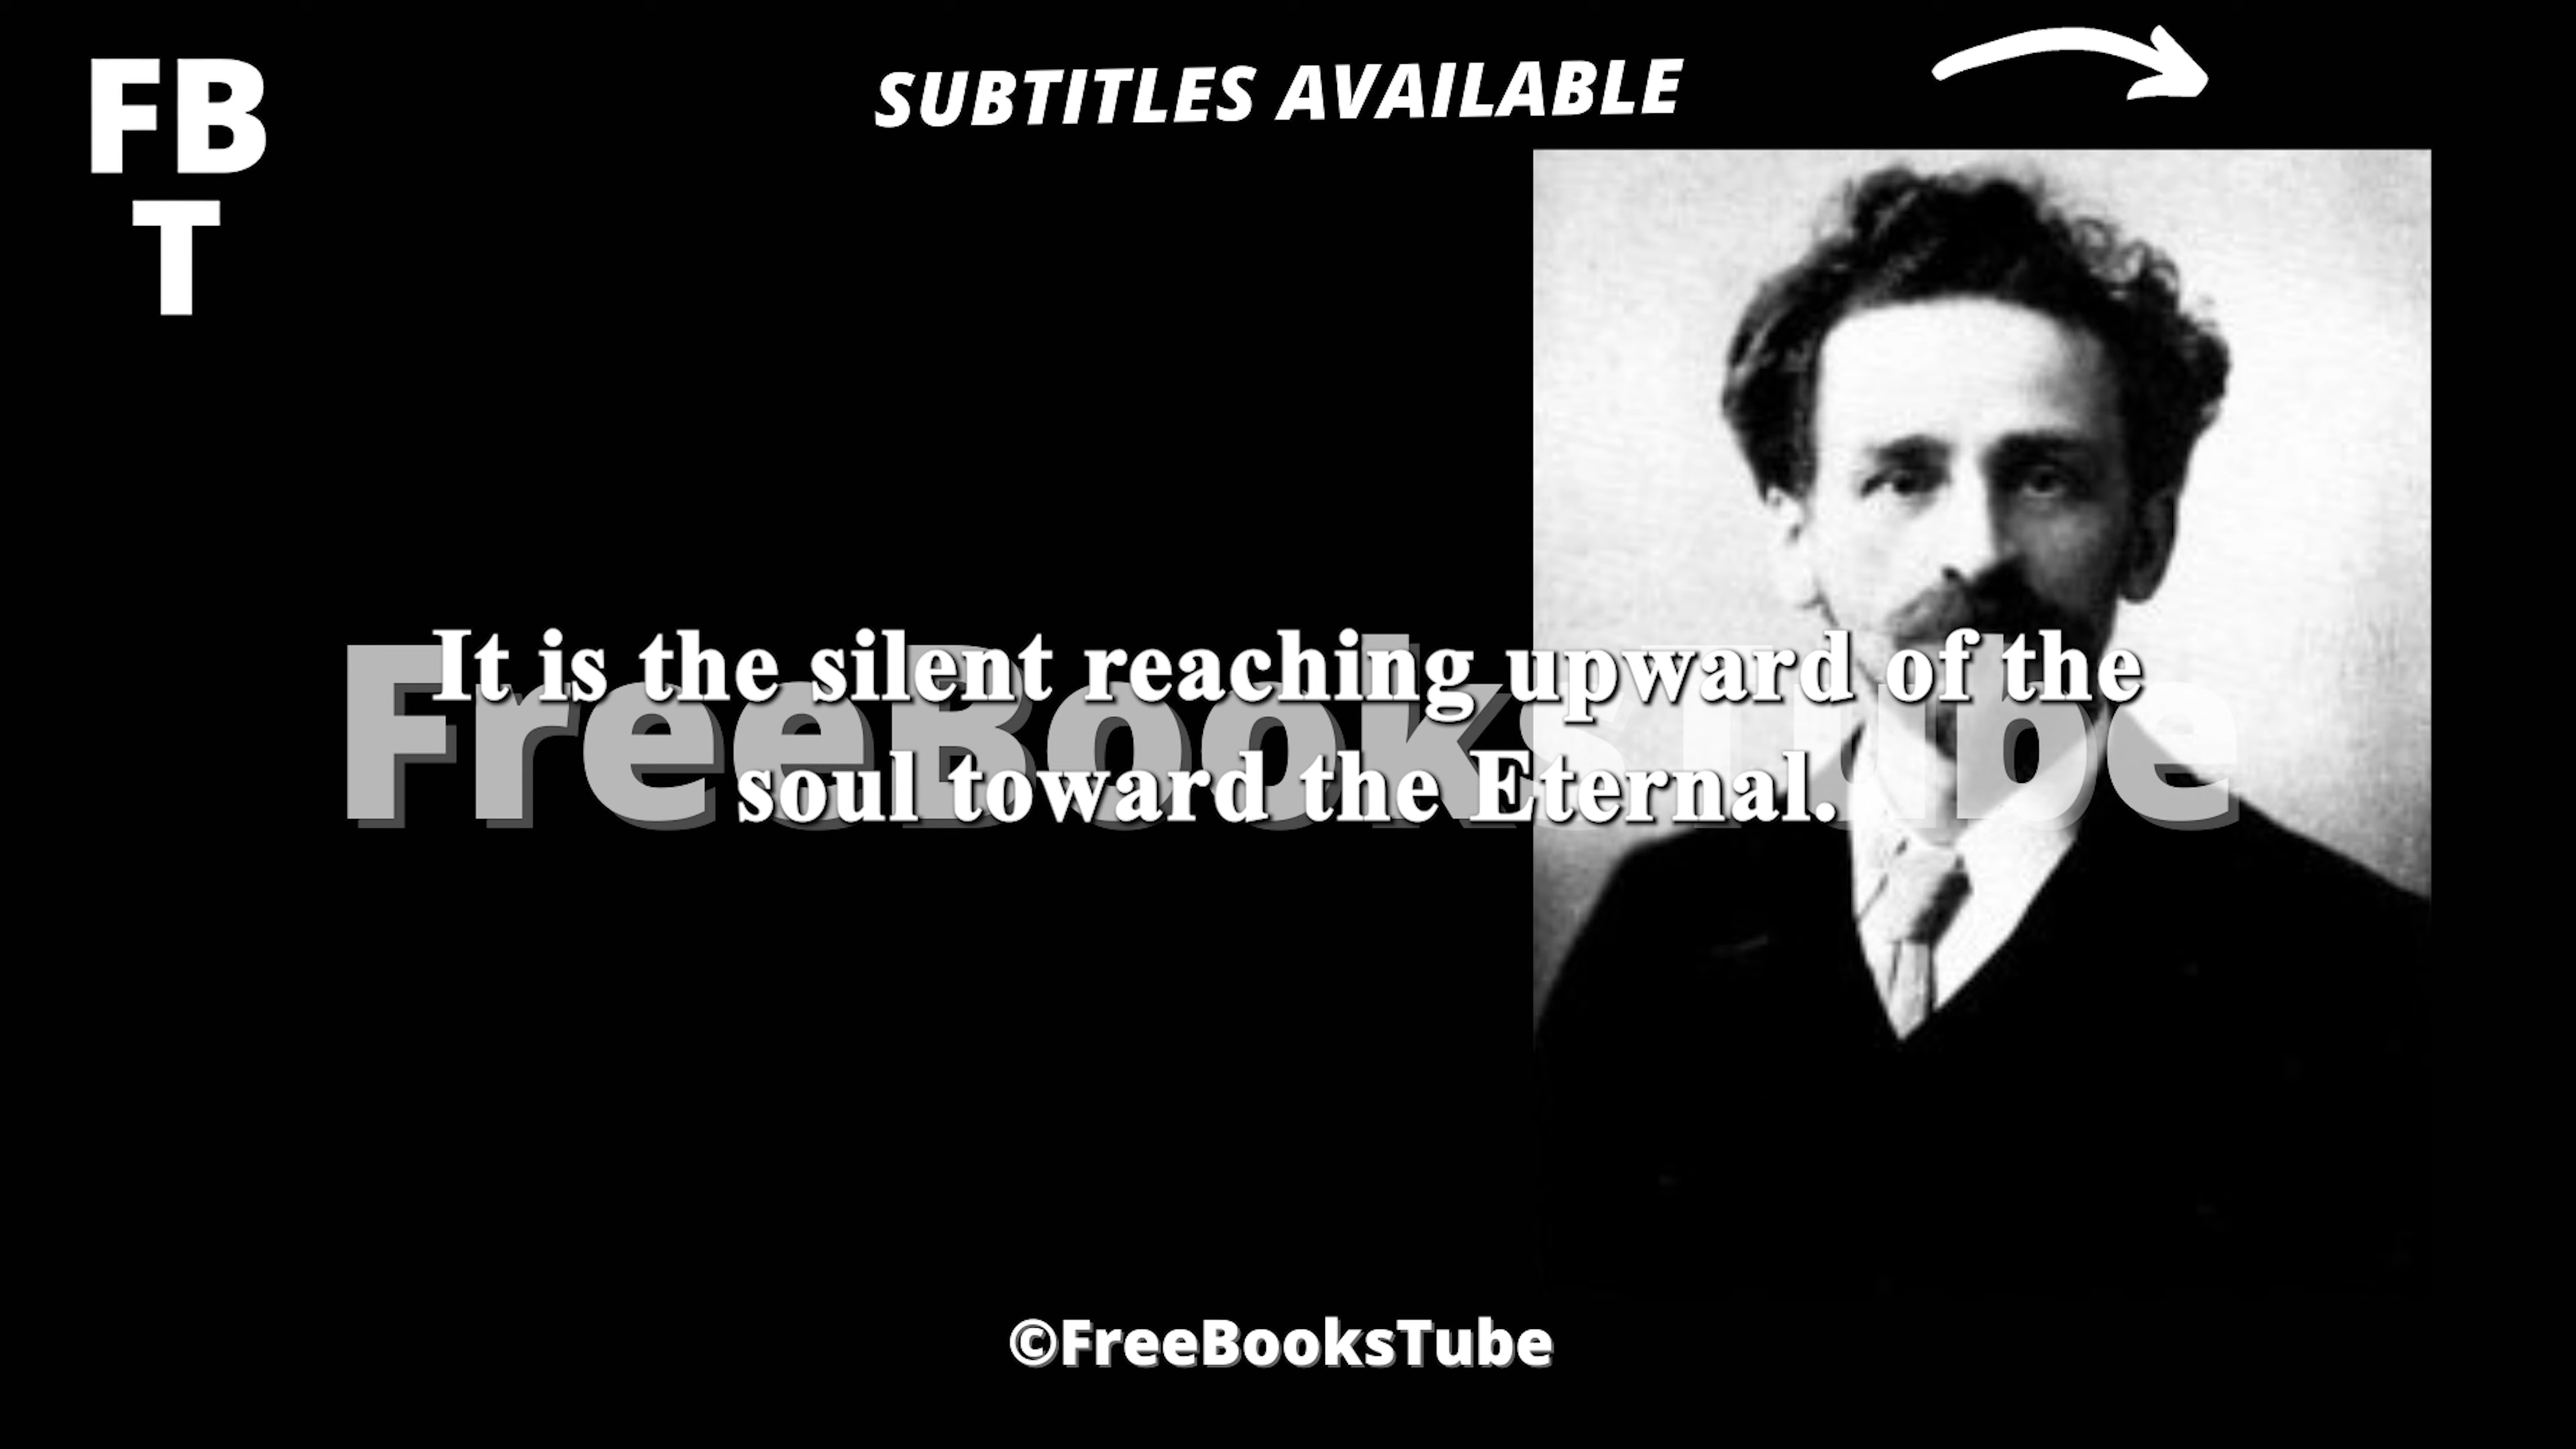 FB
T
SUBTITLES AVAILABLE
It is the silent reaching upward of the
soul toward the Eternal.
FreeBooksTube
©FreeBooksTube